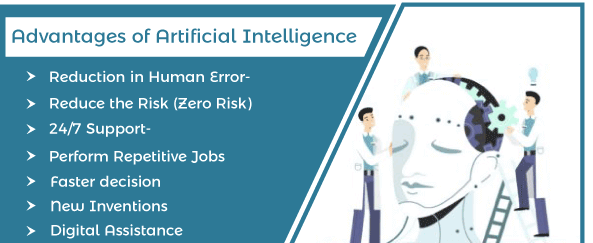 Advantages of Artificial Intelligence
Reduction in Human Error-
Reduce the Risk (Zero Risk)
24/7 Support-
Perform Repetitive Jobs
Faster decision
New Inventions
Digital Assistance